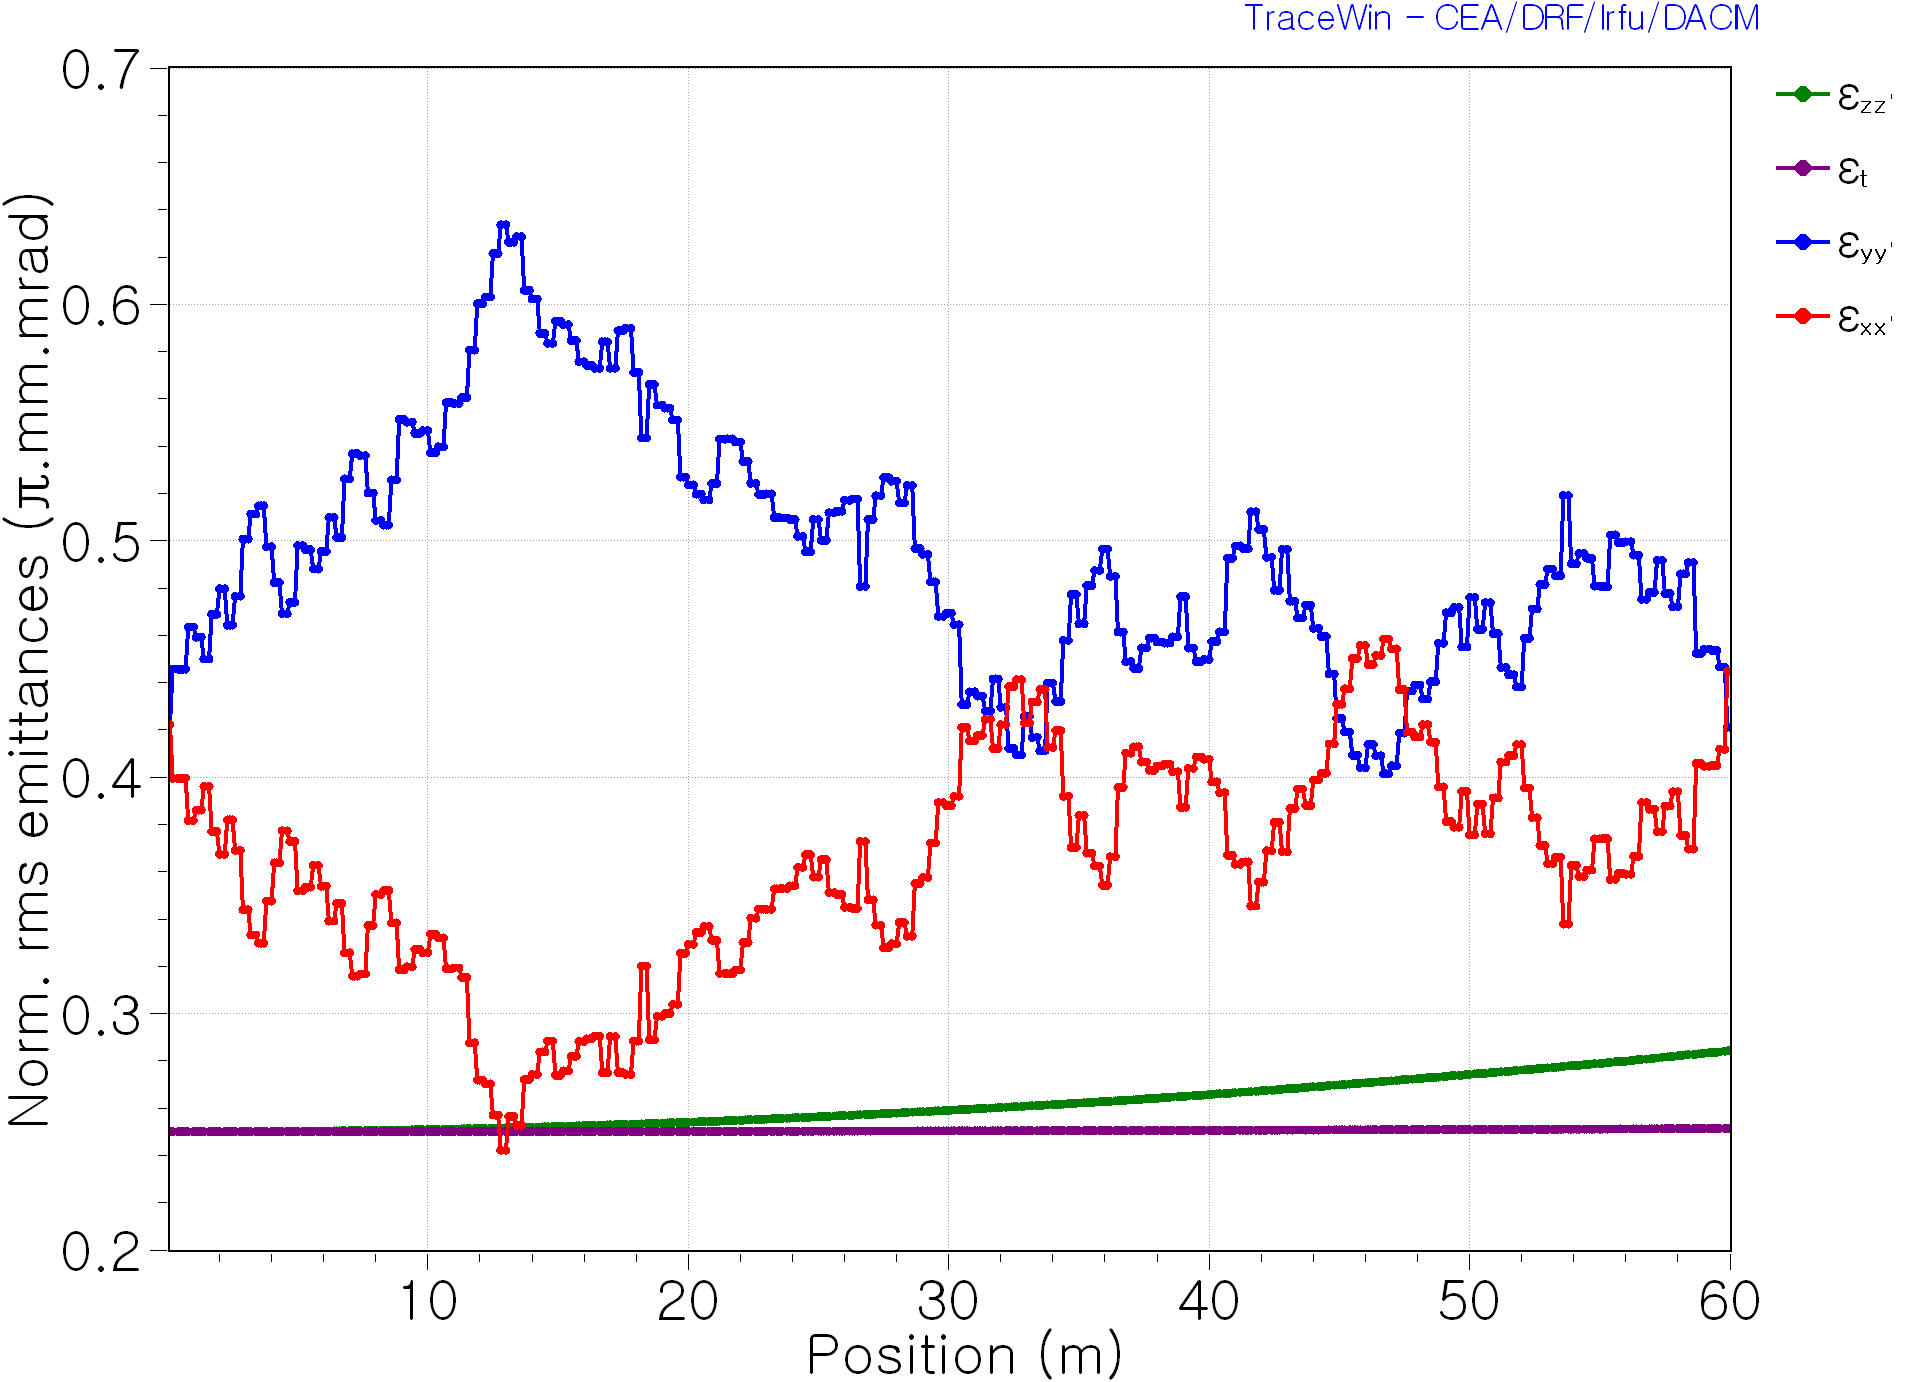 TraceWin - CEA/DRF/Irfu/DACM
0.7
0.6
0.5
0.4
0.3
0.2
Norm. rms emittances (π.mm.mrad)
10 20 30 40 50 60
Position (m)
εzz'
εt
εyy'
εxx'